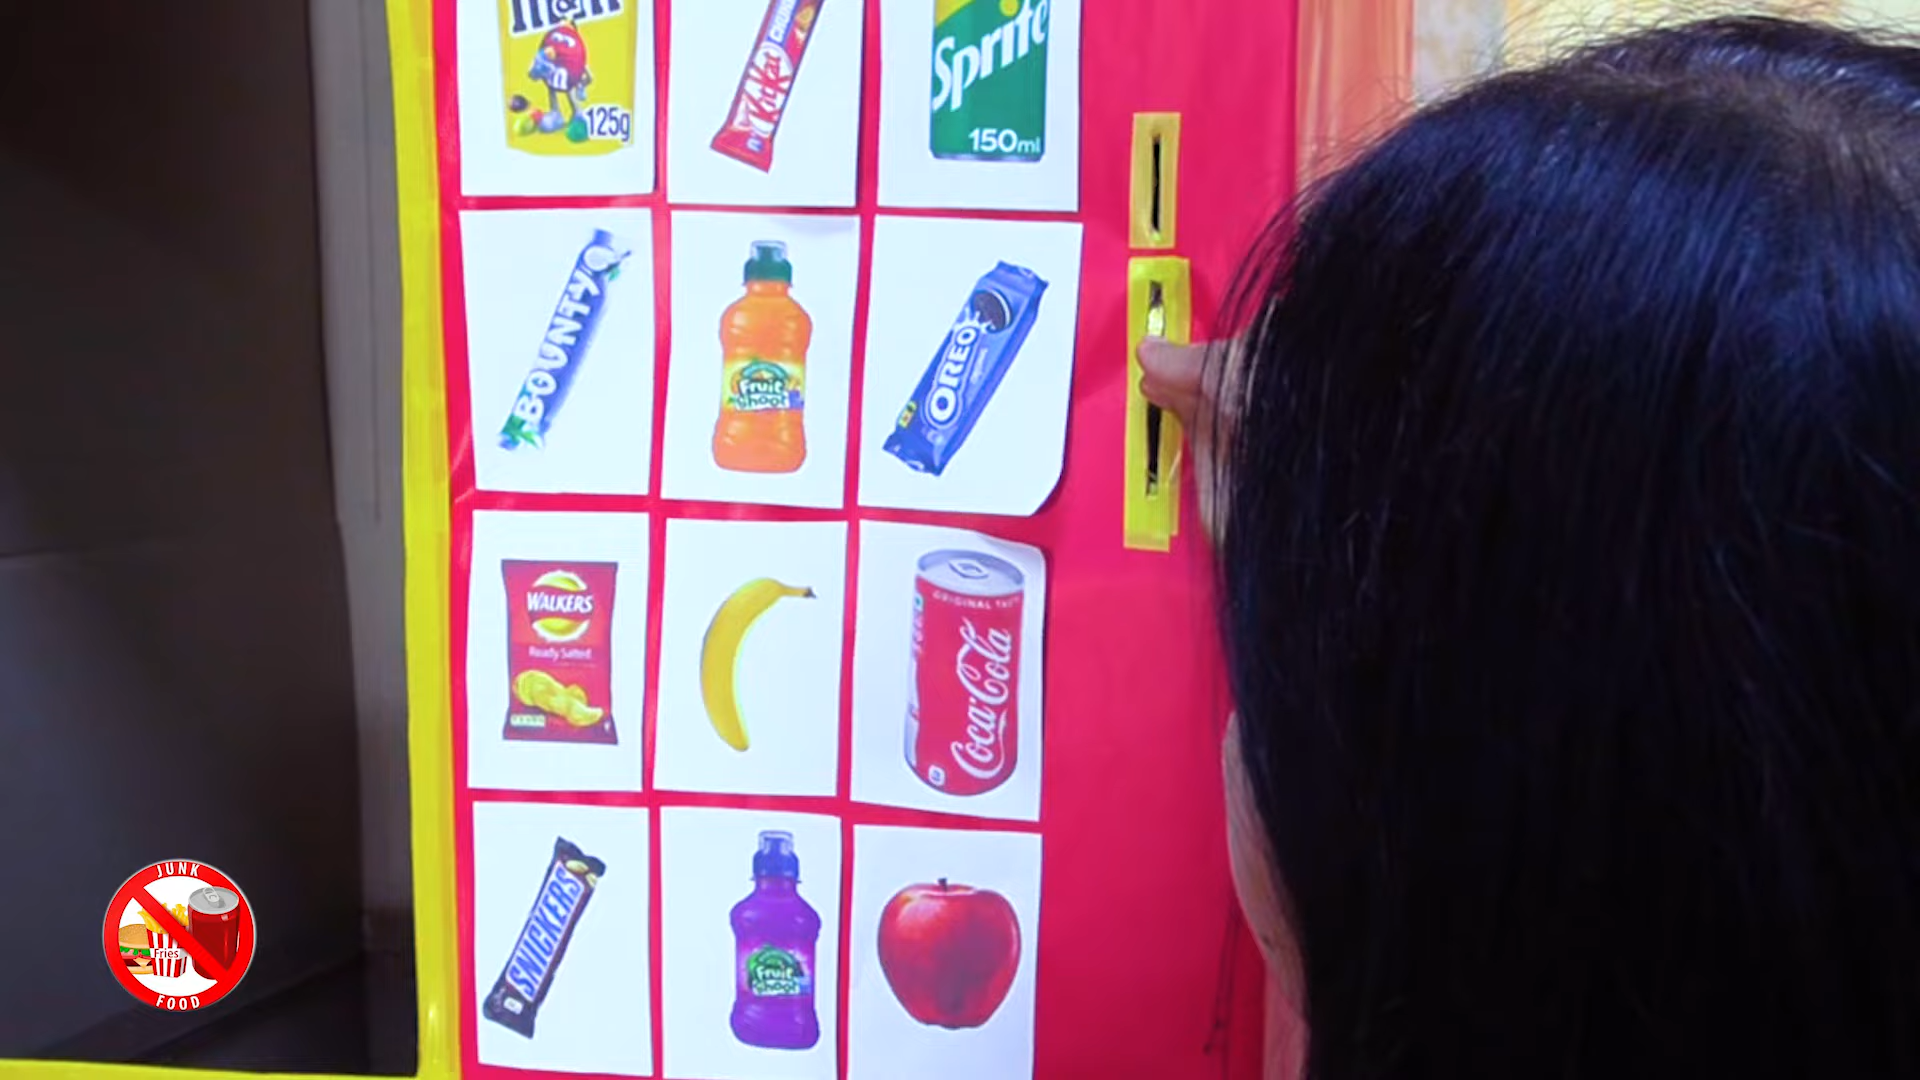 m&m
125g
KitKat
CHUNKY
Sprite
150ml
BOUNTY
Fruit
Shoot
OREO
WALKERS
Ready Salted
ORIGINAL TASTE
Coca-Cola
SNICKERS
Fruit
Shoot
JUNK
Fries
FOOD